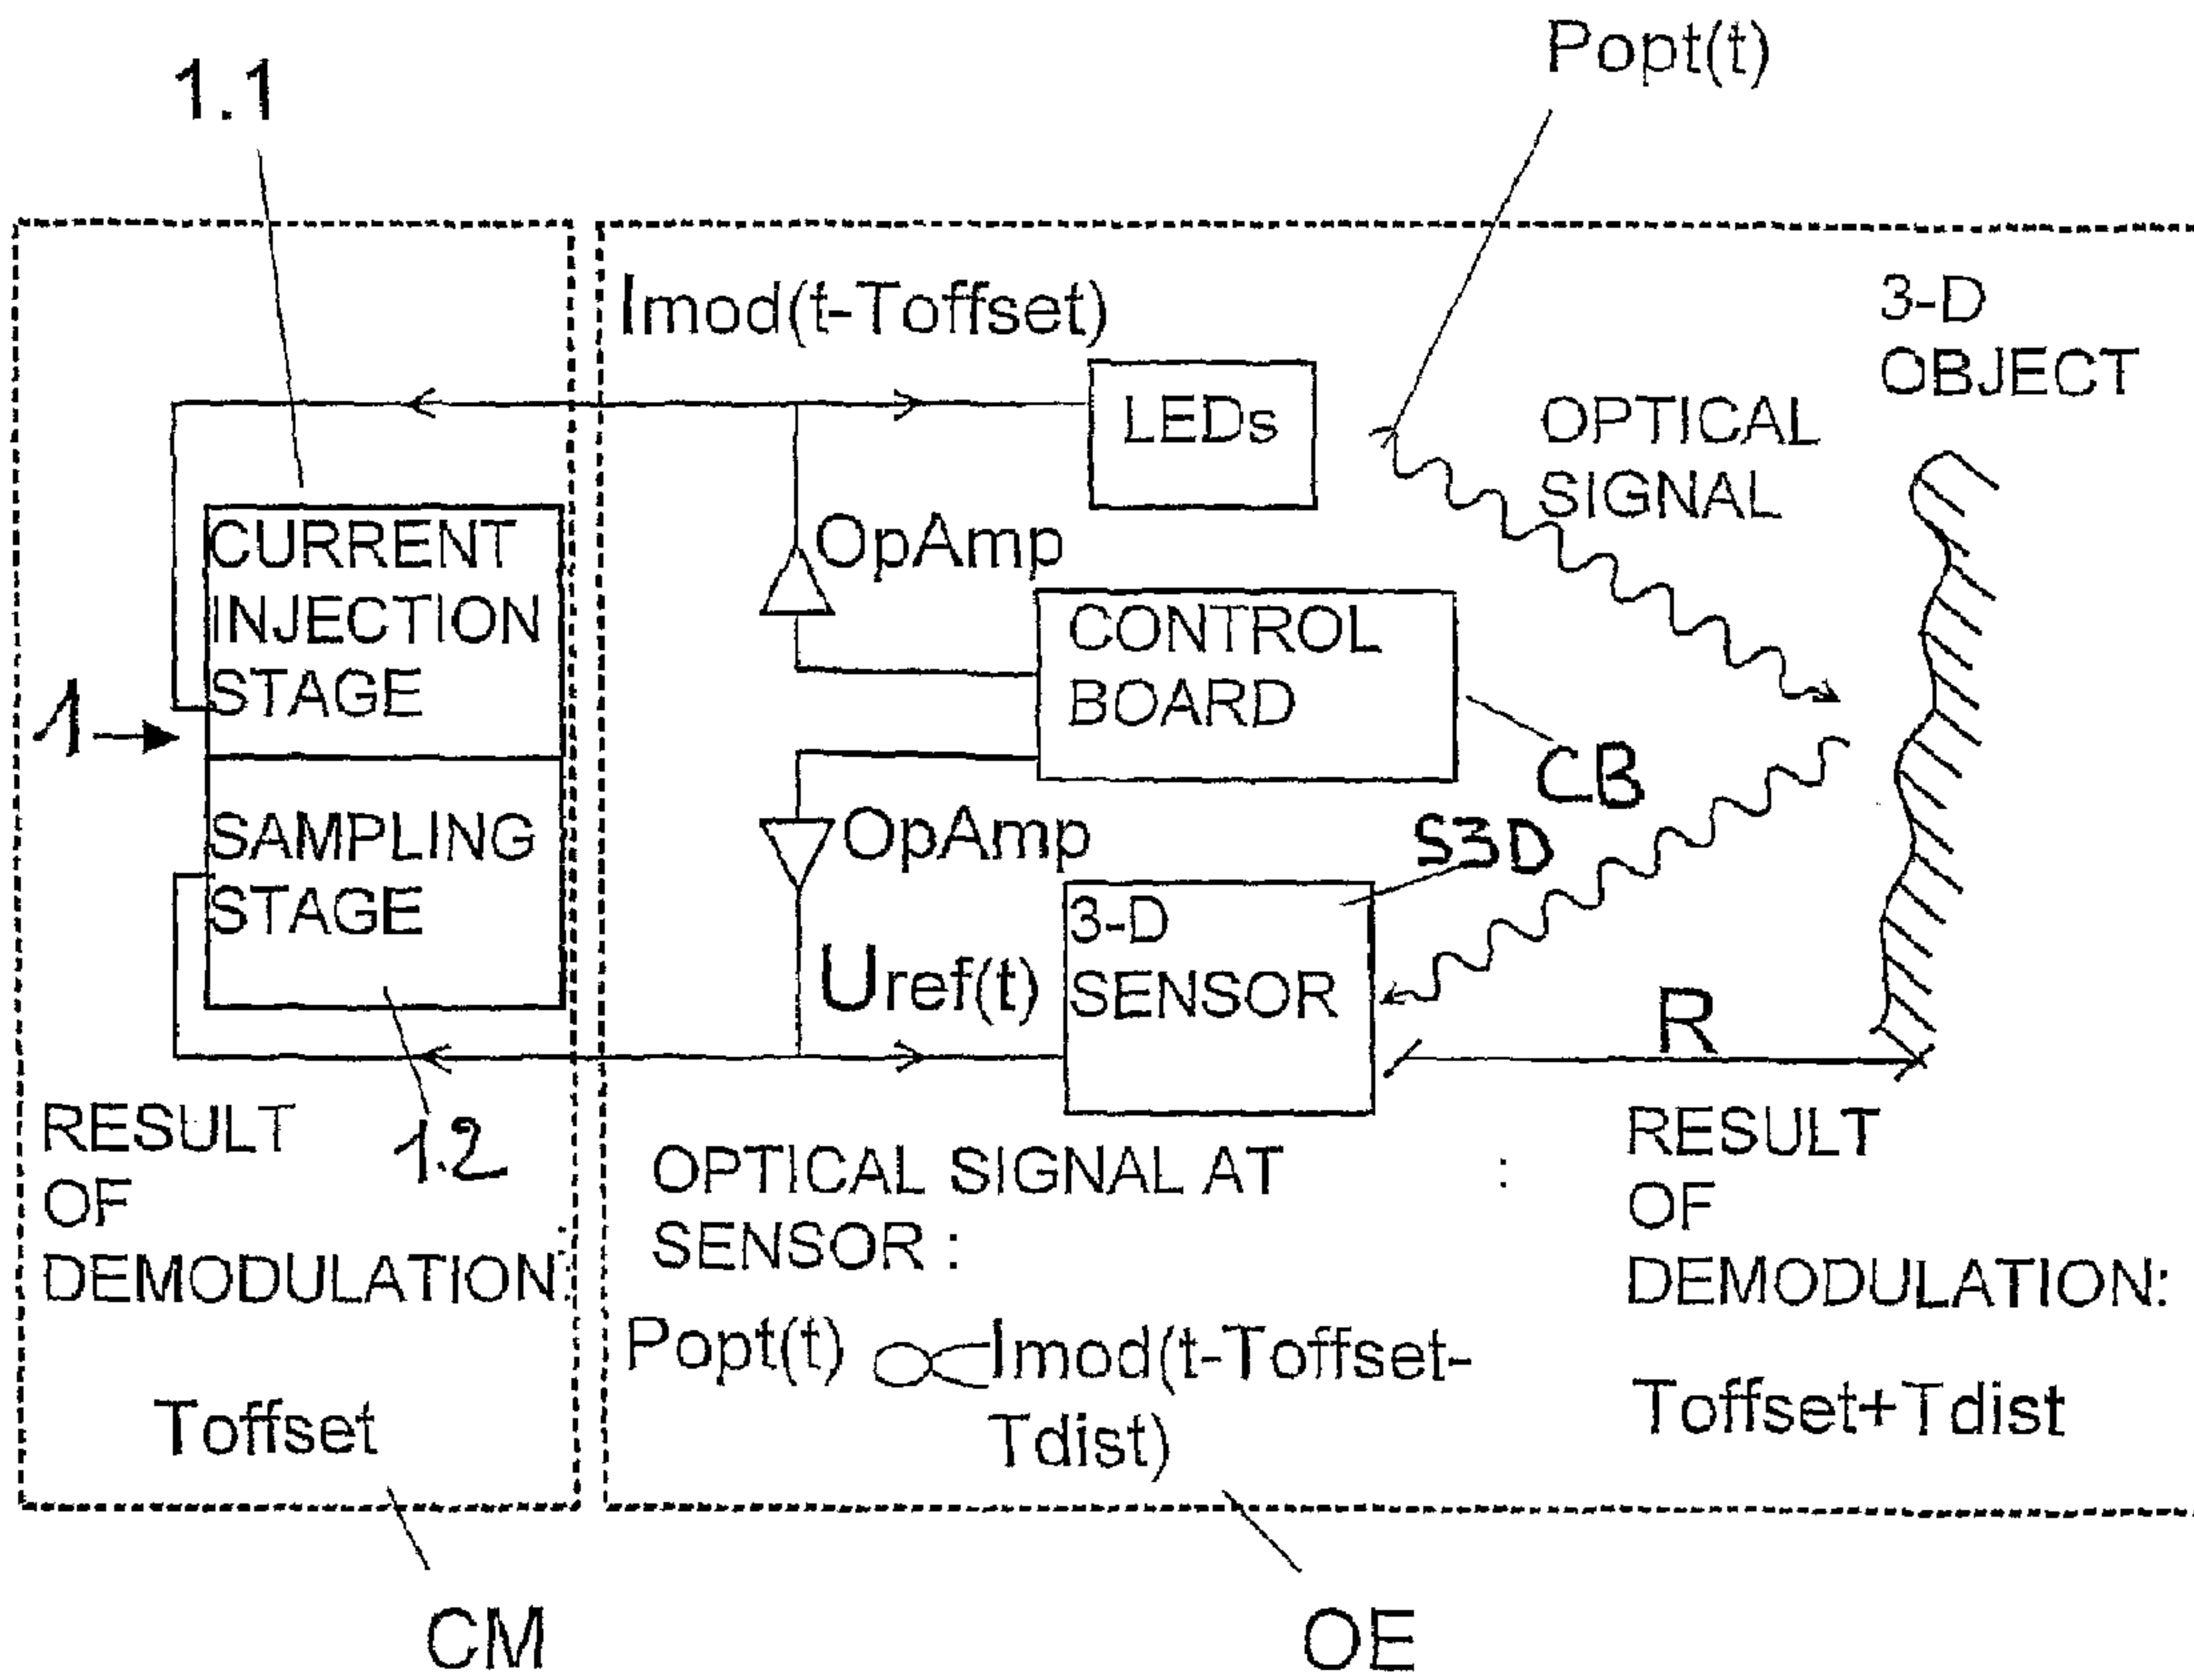 Popt(t)
1.1
Imod(t-Toffset)
3-D
OBJECT
LEDs
OPTICAL
SIGNAL
CURRENT
INJECTION
STAGE
OpAmp
CONTROL
BOARD
1
CB
SAMPLING
STAGE
OpAmp
S3D
3-D
SENSOR
Uref(t)
R
1.2
RESULT
OF
DEMODULATION:
Toffset
OPTICAL SIGNAL AT :
SENSOR :
Popt(t) ∝ Imod(t-Toffset-
Tdist)
RESULT
OF
DEMODULATION:
Toffset+Tdist
CM
OE